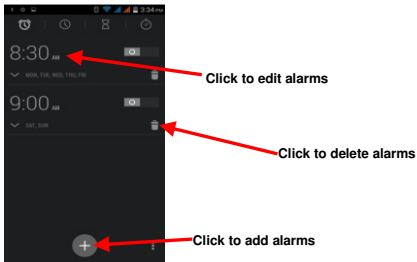 3:34 PM
8:30 AM
MON, TUE, WED, THU, FRI
Click to edit alarms
9:00 AM
SAT, SUN
Click to delete alarms
Click to add alarms